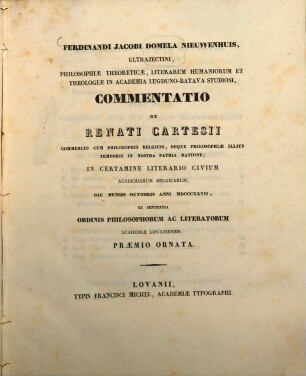 FERDINANDI JACOBI DOMELA NIEUWENHUIS,
ULTRAJECTINI,
PHILOSOPHIÆ THEORETICÆ, LITERARUM HUMANIORUM ET
THEOLOGIÆ IN ACADEMIA LUGDUNO-BATAVA STUDIOSI,
COMMENTATIO
DE
RENATI CARTESII
COMMERCIO CUM PHILOSOPHIS BELGICIS, DEQUE PHILOSOPHIÆ ILLIUS
TEMPORIS IN NOSTRA PATRIA RATIONE;
IN CERTAMINE LITERARIO CIVIUM
ACADEMIARUM BELGICARUM,
DIE MENSIS OCTOBRIS ANNI MDCCCXXVII,
EX SENTENTIA
ORDINIS PHILOSOPHORUM AC LITERATORUM
ACADEMIÆ LOVANIENSIS,
PRÆMIO ORNATA.
LOVANII,
TYPIS FRANCISCI MICHEL, ACADEMIÆ TYPOGRAPHI.